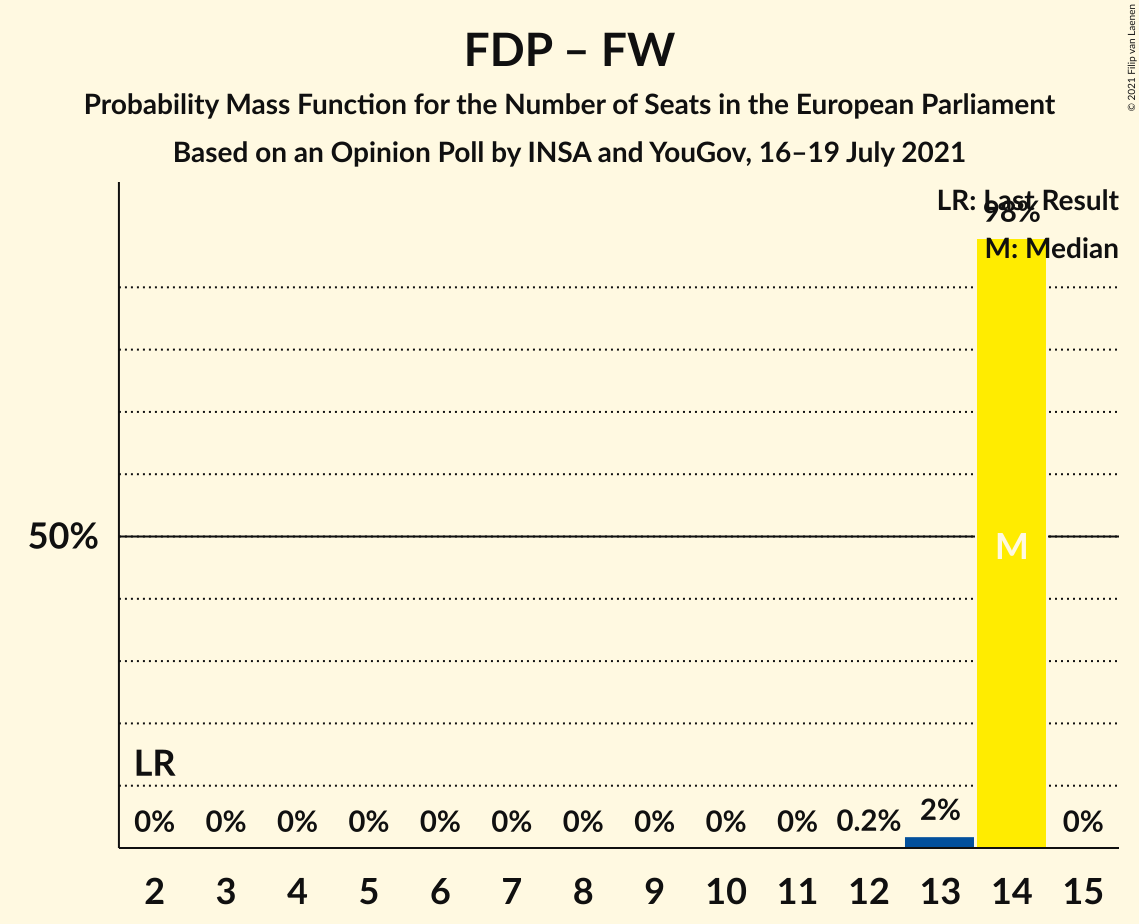 FDP – FW
Probability Mass Function for the Number of Seats in the European Parliament
Based on an Opinion Poll by INSA and YouGov, 16–19 July 2021
© 2021 Filip van Laenen
LR: Last Result
98%
M: Median
50%
M
LR
0% 0% 0% 0% 0% 0% 0% 0% 0% 0% 0.2% 2% 0%
2 3 4 5 6 7 8 9 10 11 12 13 14 15